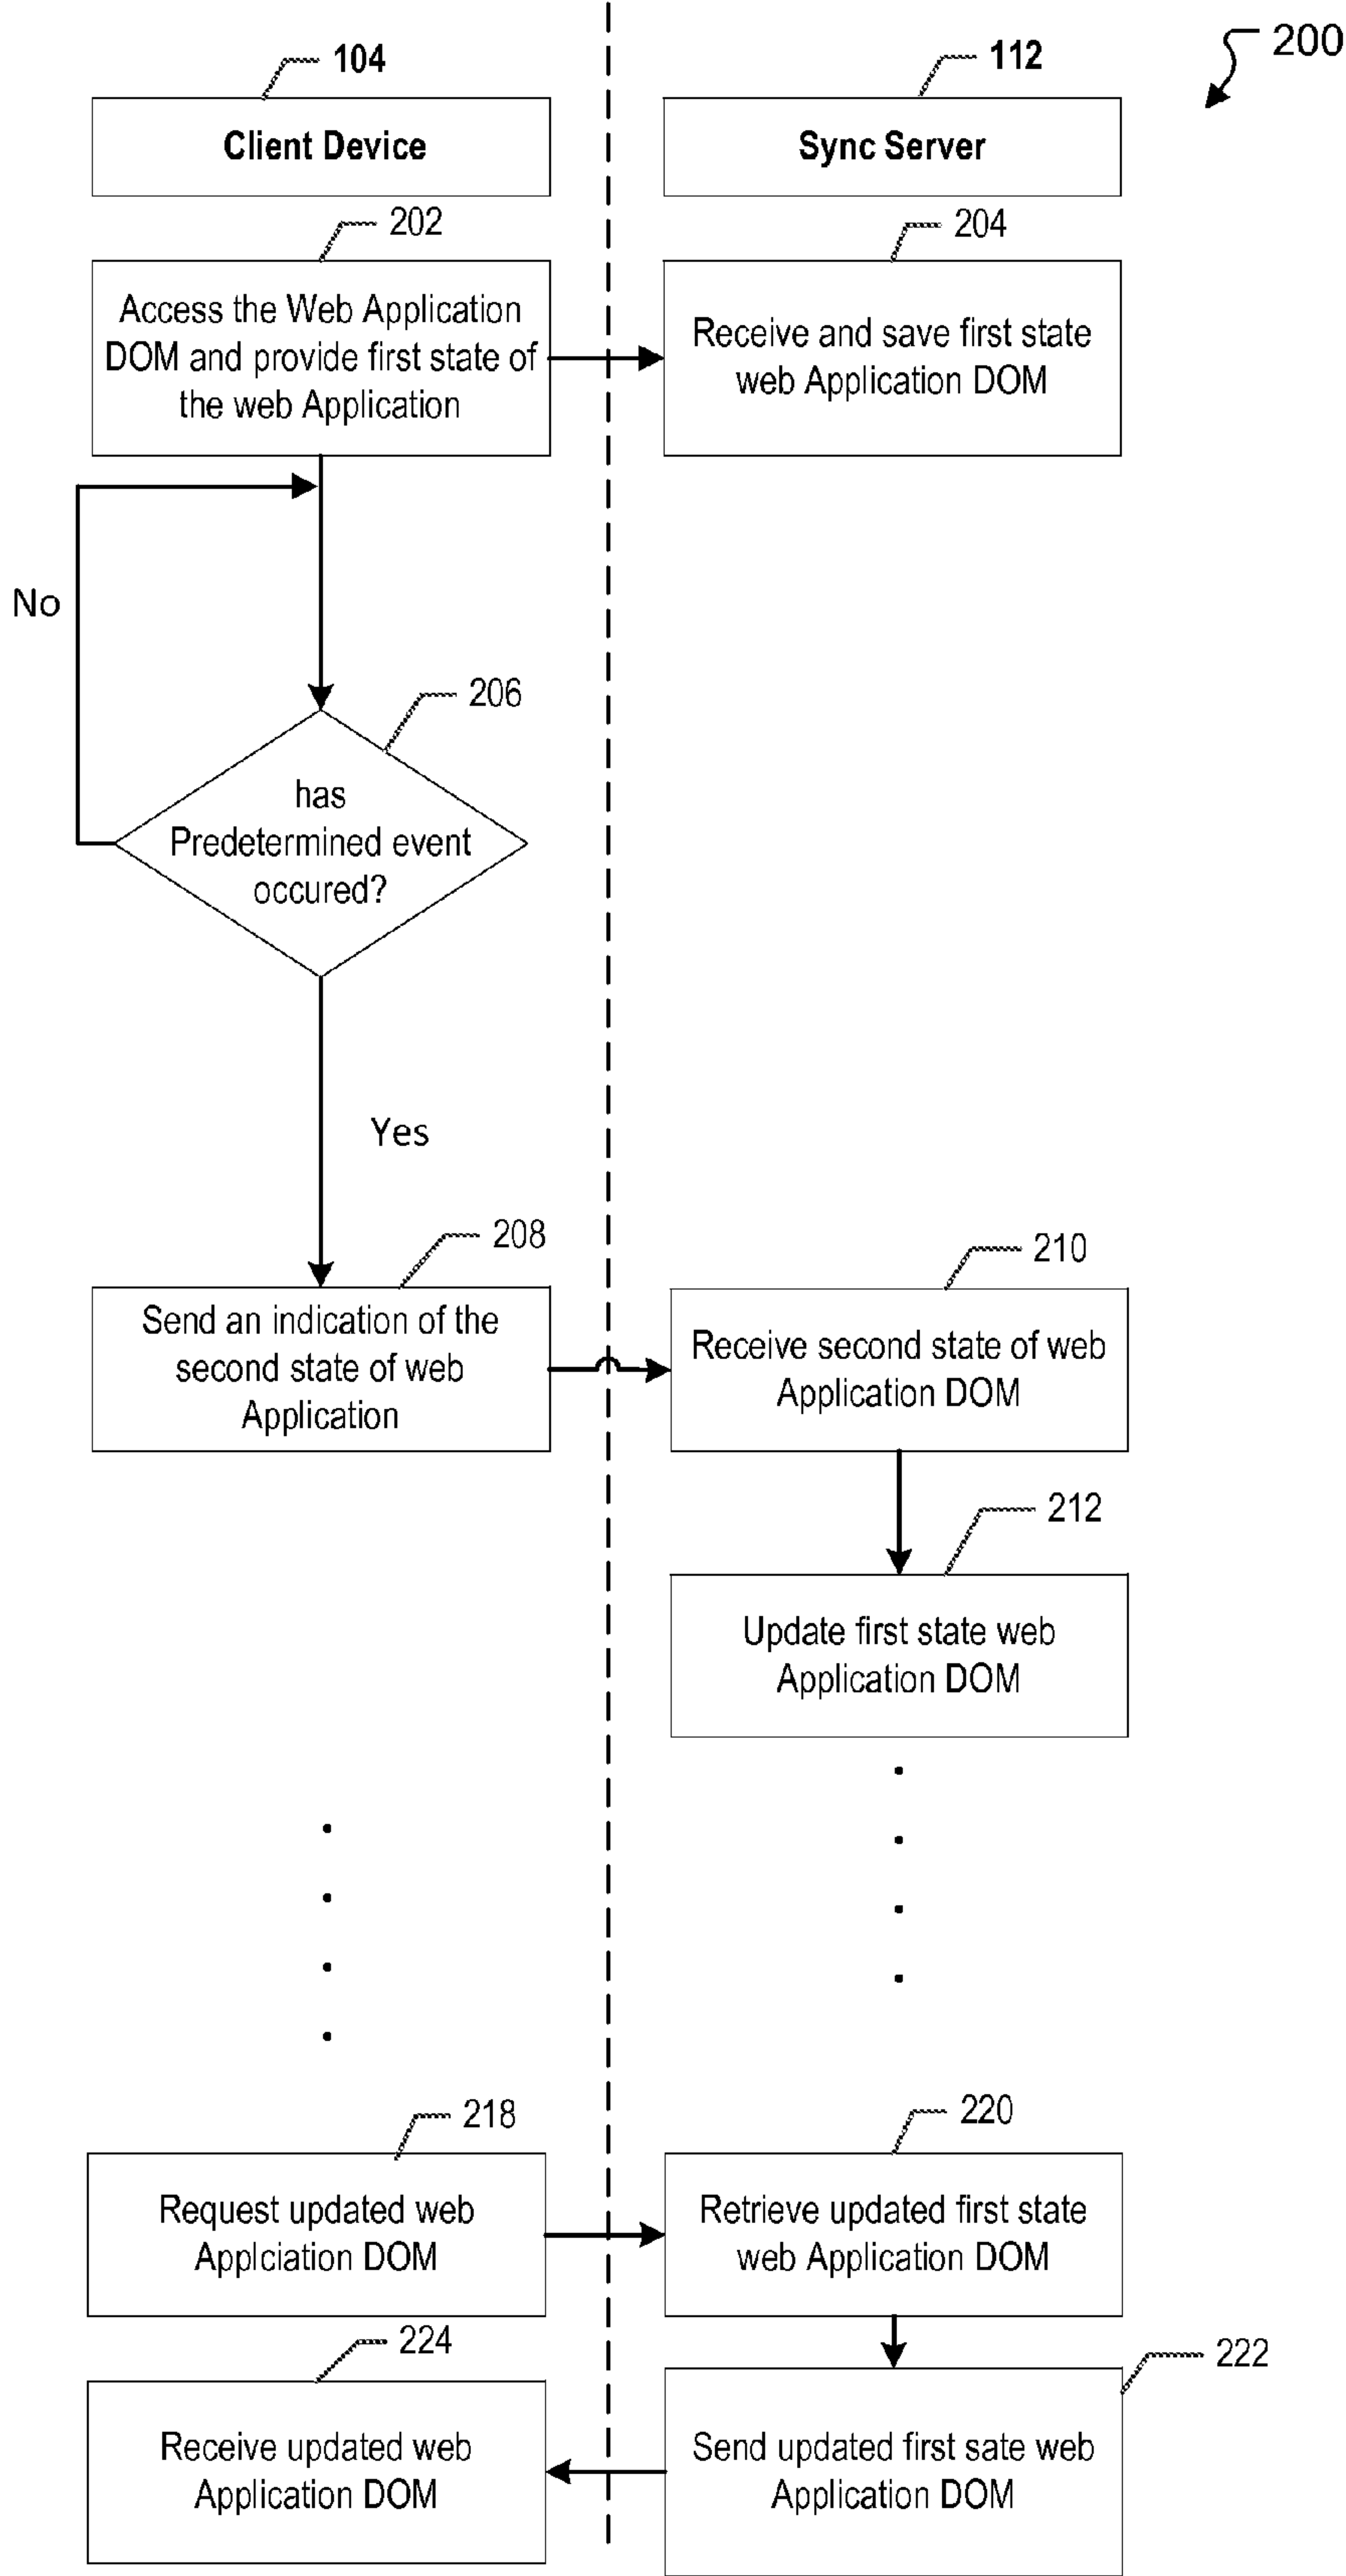 200
104
112
Client Device
Sync Server
202
204
Access the Web Application
DOM and provide first state of
the web Application
Receive and save first state
web Application DOM
No
206
has
Predetermined event
occured?
Yes
208
210
Send an indication of the
second state of web
Application
Receive second state of web
Application DOM
212
Update first state web
Application DOM
218
220
Request updated web
Applciation DOM
Retrieve updated first state
web Application DOM
224
222
Receive updated web
Application DOM
Send updated first sate web
Application DOM